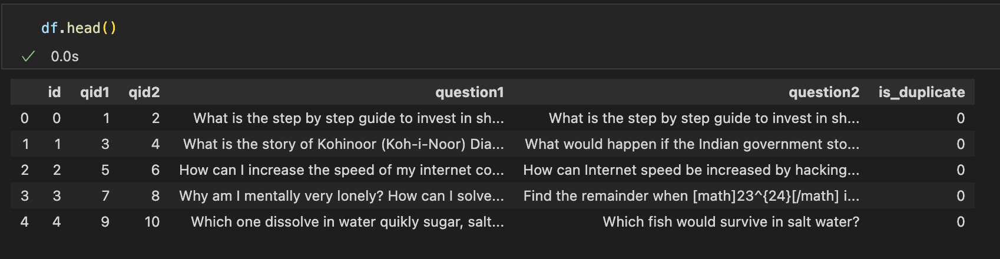 df.head()
0.0s
id qid1 qid2 question1 question2 is_duplicate
0 0 1 2 What is the step by step guide to invest in sh... What is the step by step guide to invest in sh... 0
1 1 3 4 What is the story of Kohinoor (Koh-i-Noor) Dia... What would happen if the Indian government sto... 0
2 2 5 6 How can I increase the speed of my internet co... How can Internet speed be increased by hacking... 0
3 3 7 8 Why am I mentally very lonely? How can I solve... Find the remainder when [math]23^{24}[/math] i... 0
4 4 9 10 Which one dissolve in water quikly sugar, salt... Which fish would survive in salt water? 0